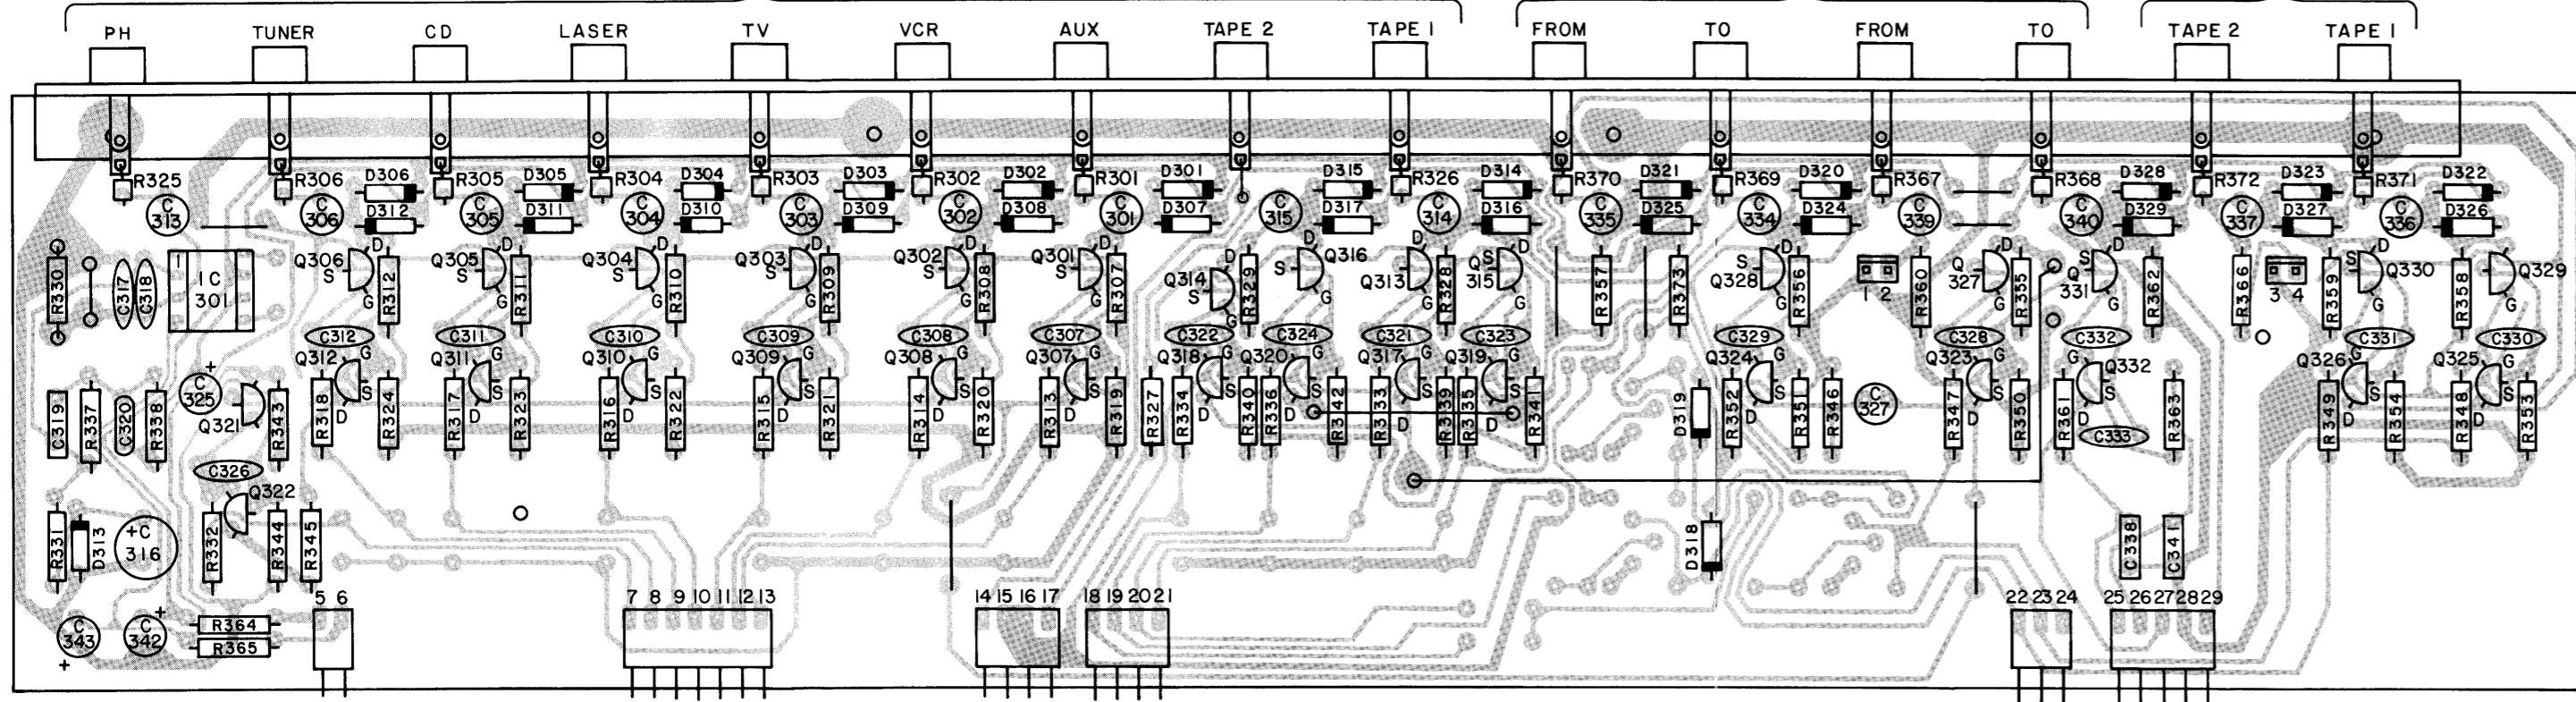 PH TUNER CD LASER TV VCR AUX TAPE 2 TAPE 1 FROM TO FROM TO TAPE 2 TAPE 1
R325 R306 D306 R305 D305 R304 D304 R303 D303 R302 D302 R301 D301 D315 R326 D314 R370 D321 R369 D320 R367 R368 D328 R372 D323 R371 D322
C 313 C 306 D312 C 305 D311 C 304 D310 C 303 D309 C 302 D308 C 301 D307 C 315 D317 C 314 D316 C 335 D325 C 334 D324 C 339 C 340 D329 C 337 D327 C 336 D326
D D D D D D D D D D D D D
R330 C317 C318 1 IC 301 Q306 S G R312 Q305 S G R311 Q304 S G R310 Q303 S G R309 Q302 S G R308 Q301 S G R307 Q314 D S G R329 S Q316 G Q313 S G R328 Q S 315 G R357 R373 S Q328 G R356 1 2 R360 Q 327 S G R355 Q S 331 G R362 R366 3 4 R359 S Q330 G R358 Q329
C312 C311 C310 C309 C308 C307 C322 C324 C321 C323 C329 C328 C332 C331 C330
Q312 G S D Q311 G S D Q310 G S D Q309 G S D Q308 G S D Q307 G S D Q318 G S D Q320 G S D Q317 G S D Q319 G S D Q324 G S D Q323 G S D G Q332 S D Q326 G S D Q325 G S D
C319 R337 C320 R338 + C 325 Q321 R343 R318 R324 R317 R323 R316 R322 R315 R321 R314 R320 R313 R319 R327 R334 R340 R336 R342 R333 R339 R335 R341 D319 R352 R351 R346 C 327 R347 R350 R361 C333 R363 R349 R354 R348 R353
C326
R331 D313 +C 316 R332 Q322 R344 R345 D318 C338 C341
5 6 7 8 9 10 11 12 13 14 15 16 17 18 19 20 21 22 23 24 25 26 27 28 29
C 343 + C 342 + R364
R365